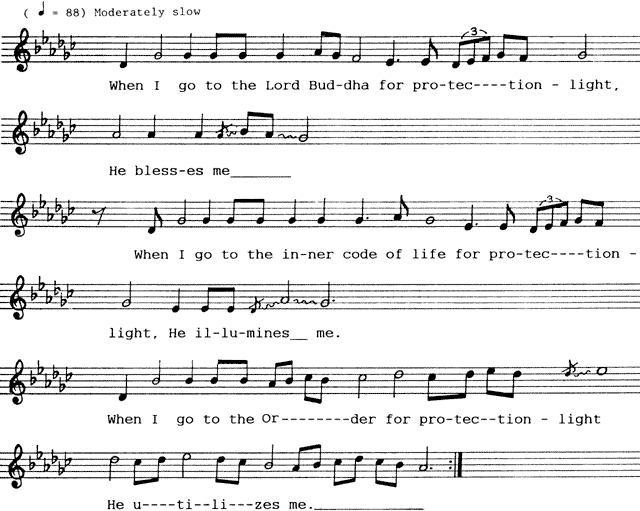 ( ♩ = 88) Moderately slow
3
When I go to the Lord Bud-dha for pro-tec----tion - light,
He bless-es me_______
3
When I go to the in-ner code of life for pro-tec----tion -
light, He il-lu-mines__ me.
When I go to the Or--------der for pro-tec--tion - light
He u----ti--li---zes me._____________